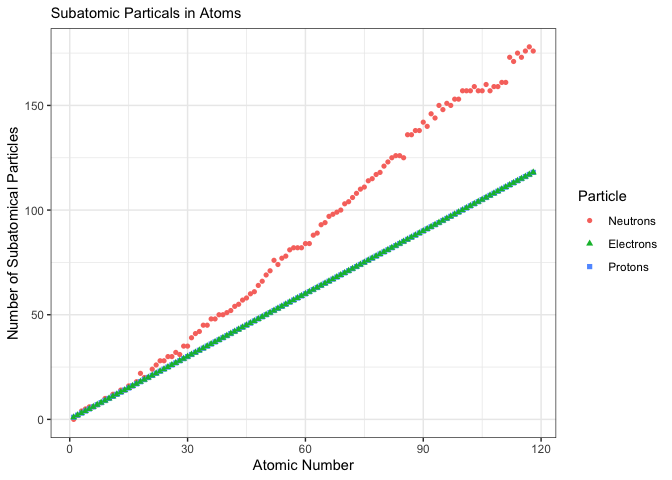 Subatomic Particals in Atoms
150
100
50
0
Number of Subatomical Particles
0 30 60 90 120
Atomic Number
Particle
Neutrons
Electrons
Protons